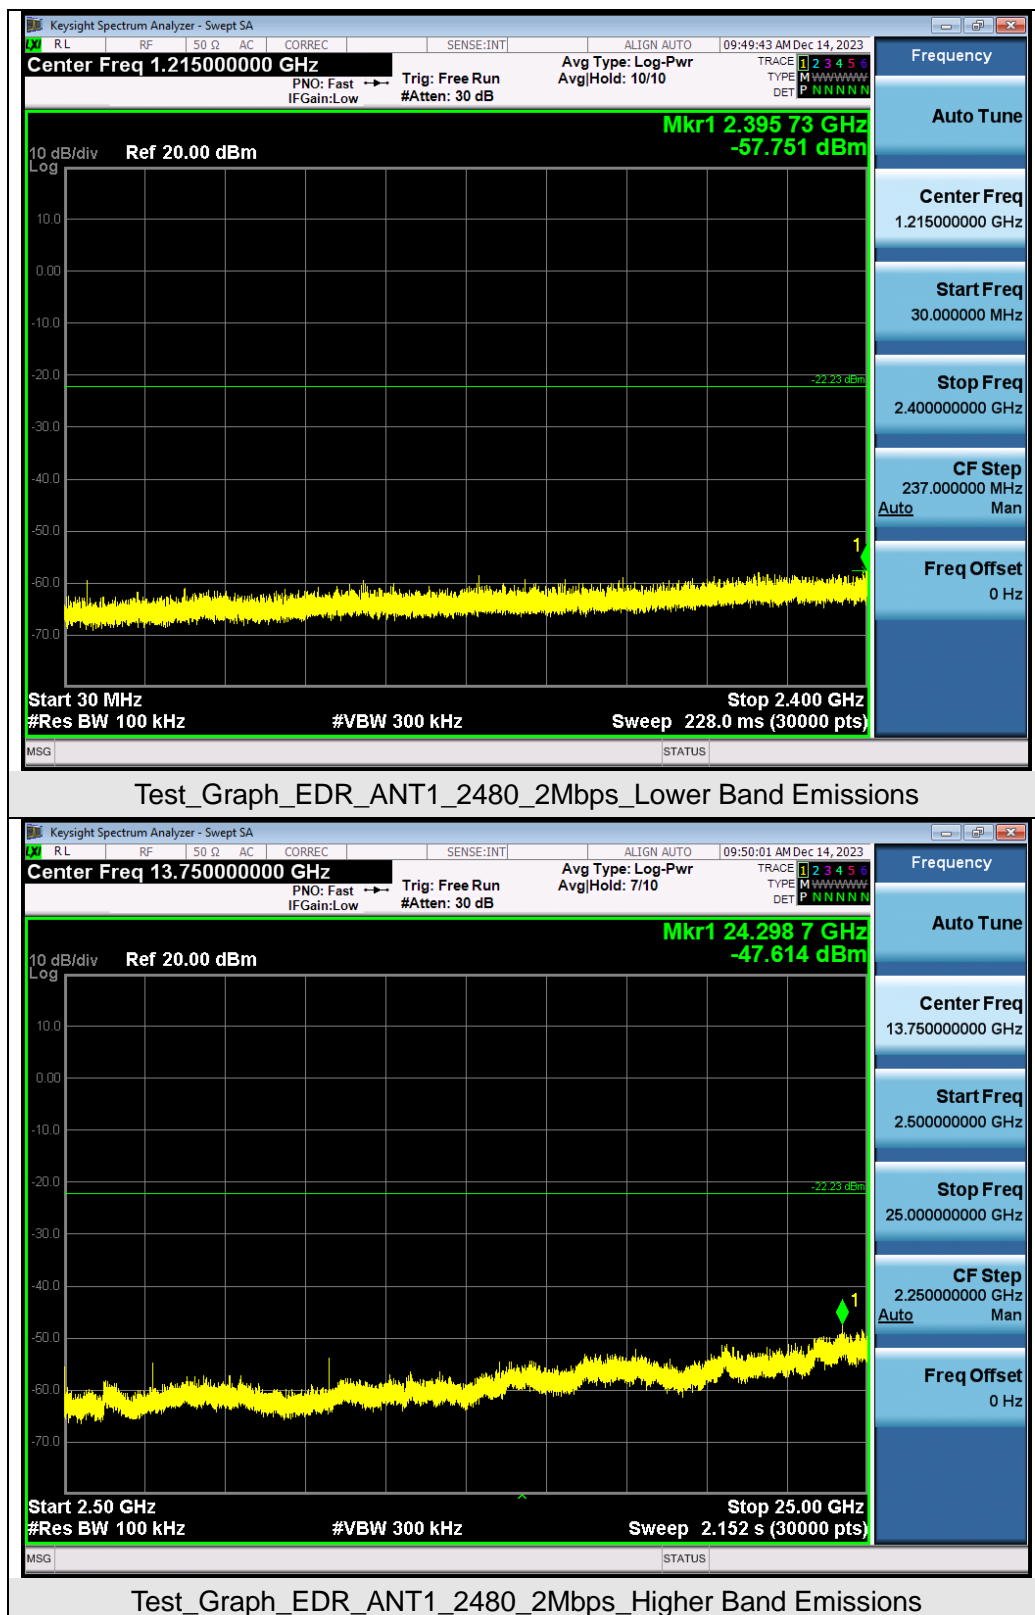 Keysight Spectrum Analyzer - Swept SA
LXI RL RF 50 Ω AC CORREC SENSE:INT ALIGN AUTO 09:49:43 AM Dec 14, 2023
Center Freq 1.215000000 GHz
PNO: Fast
IFGain:Low
Trig: Free Run
#Atten: 30 dB
Avg Type: Log-Pwr
Avg|Hold: 10/10
TRACE 1 2 3 4 5 6
TYPE M WWWWW
DET P N N N N N
Mkr1 2.395 73 GHz
-57.751 dBm
10 dB/div Ref 20.00 dBm
Log
10.0
0.00
-10.0
-20.0
-22.23 dBm
-30.0
-40.0
-50.0
1
-60.0
-70.0
Start 30 MHz Stop 2.400 GHz
#Res BW 100 kHz #VBW 300 kHz Sweep 228.0 ms (30000 pts)
MSG STATUS
Frequency
Auto Tune
Center Freq
1.215000000 GHz
Start Freq
30.000000 MHz
Stop Freq
2.400000000 GHz
CF Step
237.000000 MHz
Auto Man
Freq Offset
0 Hz
Test_Graph_EDR_ANT1_2480_2Mbps_Lower Band Emissions
Keysight Spectrum Analyzer - Swept SA
LXI RL RF 50 Ω AC CORREC SENSE:INT ALIGN AUTO 09:50:01 AM Dec 14, 2023
Center Freq 13.750000000 GHz
PNO: Fast
IFGain:Low
Trig: Free Run
#Atten: 30 dB
Avg Type: Log-Pwr
Avg|Hold: 7/10
TRACE 1 2 3 4 5 6
TYPE M WWWWW
DET P N N N N N
Mkr1 24.298 7 GHz
-47.614 dBm
10 dB/div Ref 20.00 dBm
Log
10.0
0.00
-10.0
-20.0
-22.23 dBm
-30.0
-40.0
1
-50.0
-60.0
-70.0
Start 2.50 GHz Stop 25.00 GHz
#Res BW 100 kHz #VBW 300 kHz Sweep 2.152 s (30000 pts)
MSG STATUS
Frequency
Auto Tune
Center Freq
13.750000000 GHz
Start Freq
2.500000000 GHz
Stop Freq
25.000000000 GHz
CF Step
2.250000000 GHz
Auto Man
Freq Offset
0 Hz
Test_Graph_EDR_ANT1_2480_2Mbps_Higher Band Emissions